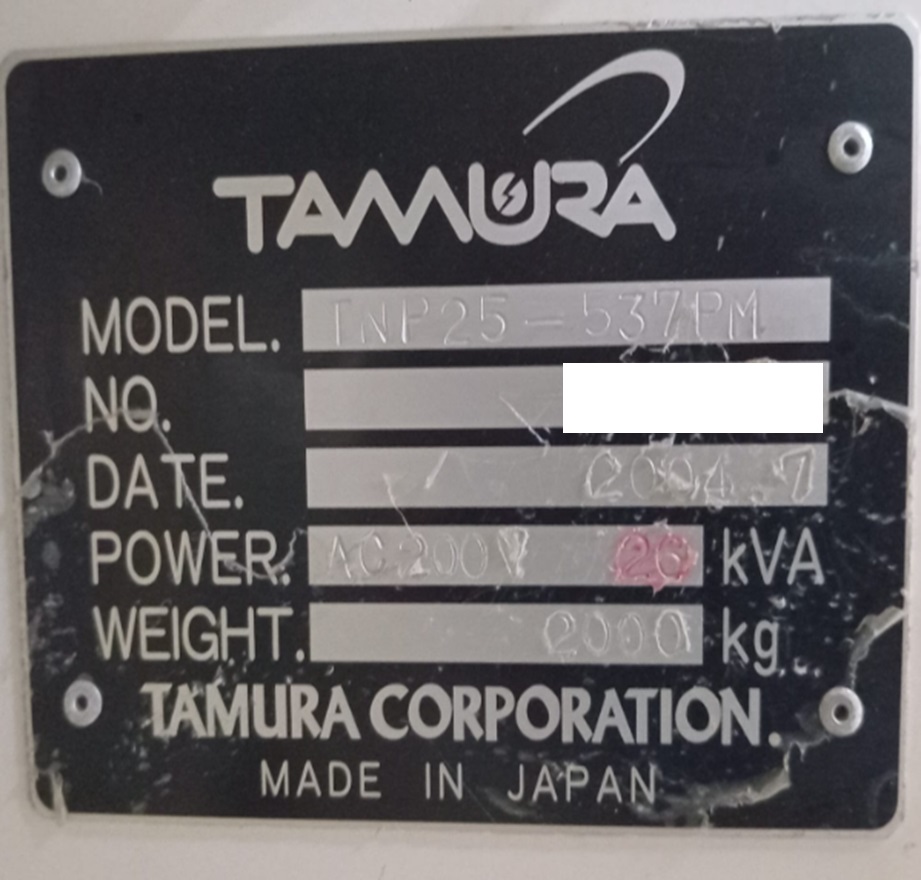 TAMURA
MODEL. TNP25-537PM
NO.
DATE. 2004.7
POWER. AC200V 26 kVA
WEIGHT. 2000 kg
TAMURA CORPORATION.
MADE IN JAPAN